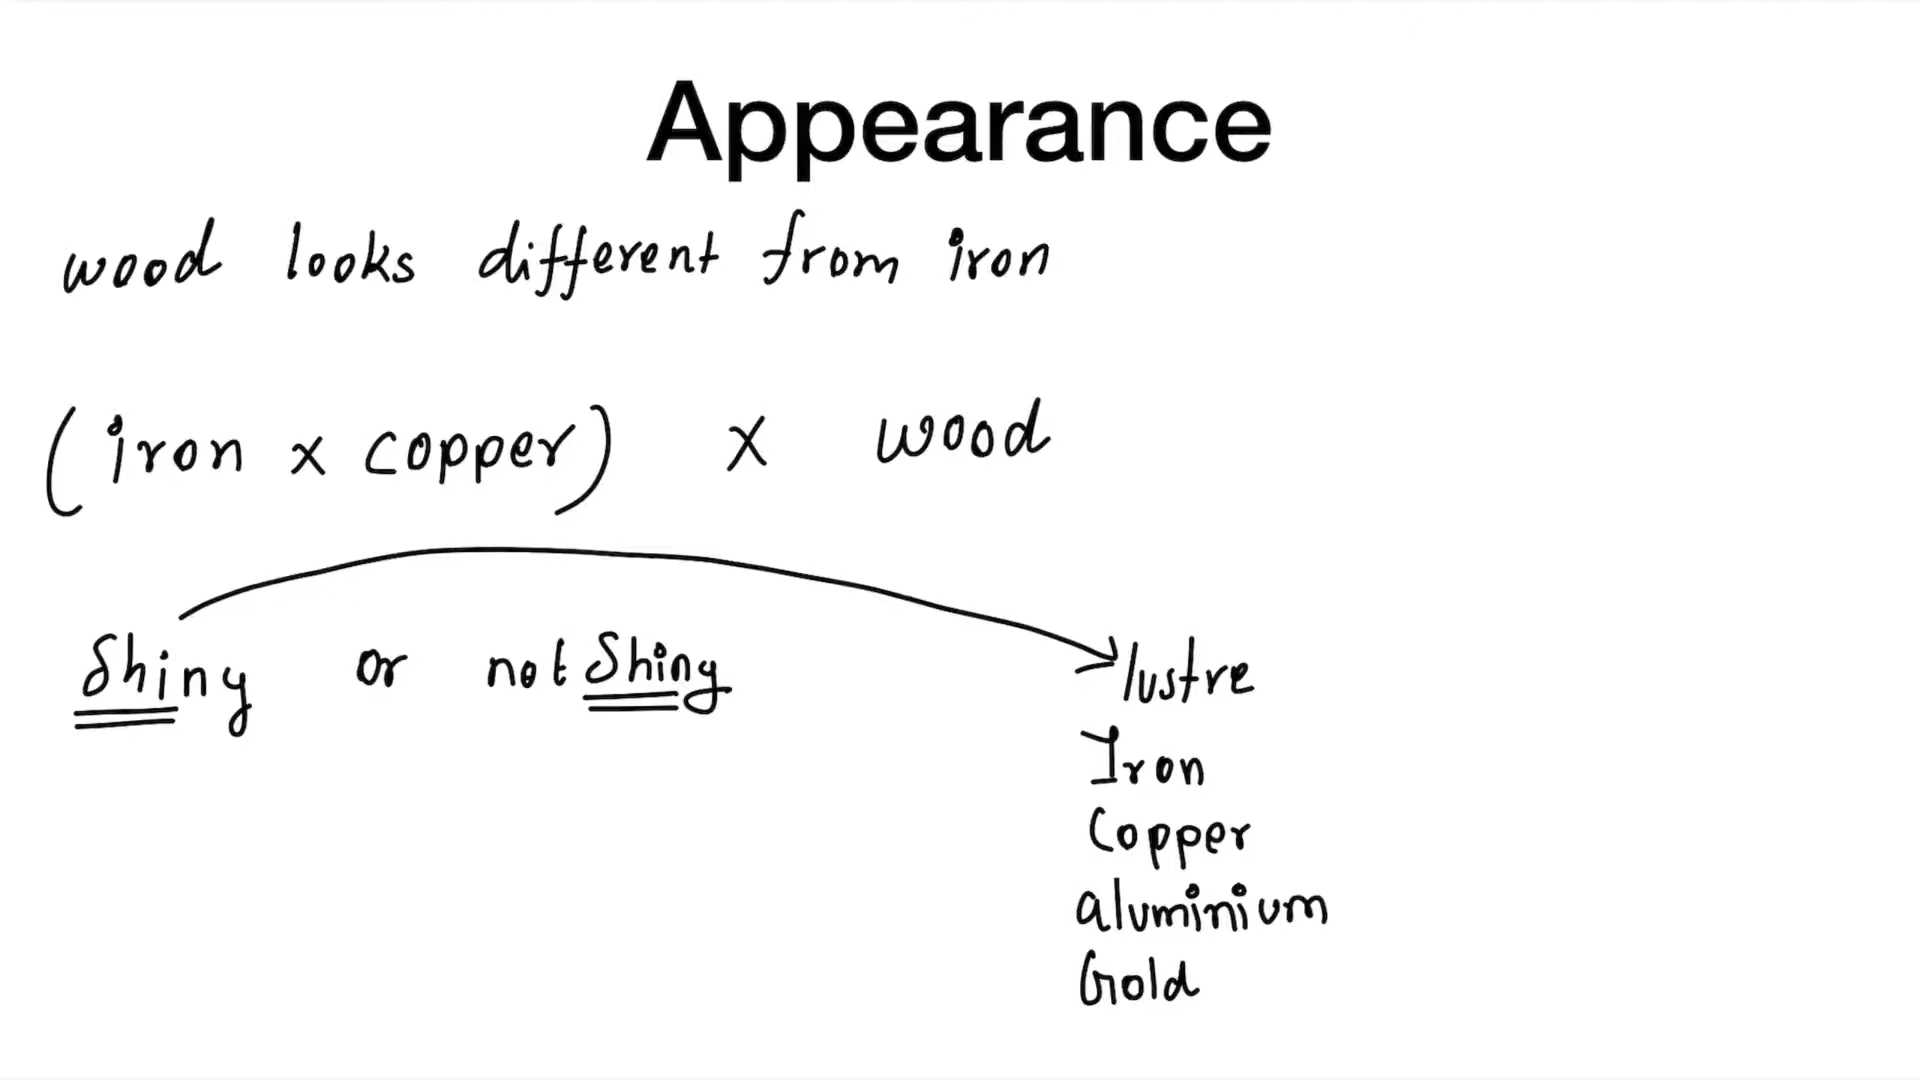 Appearance
wood looks different from iron
(iron x copper) x wood
Shiny or not Shiny
lustre
Iron
Copper
aluminium
Gold